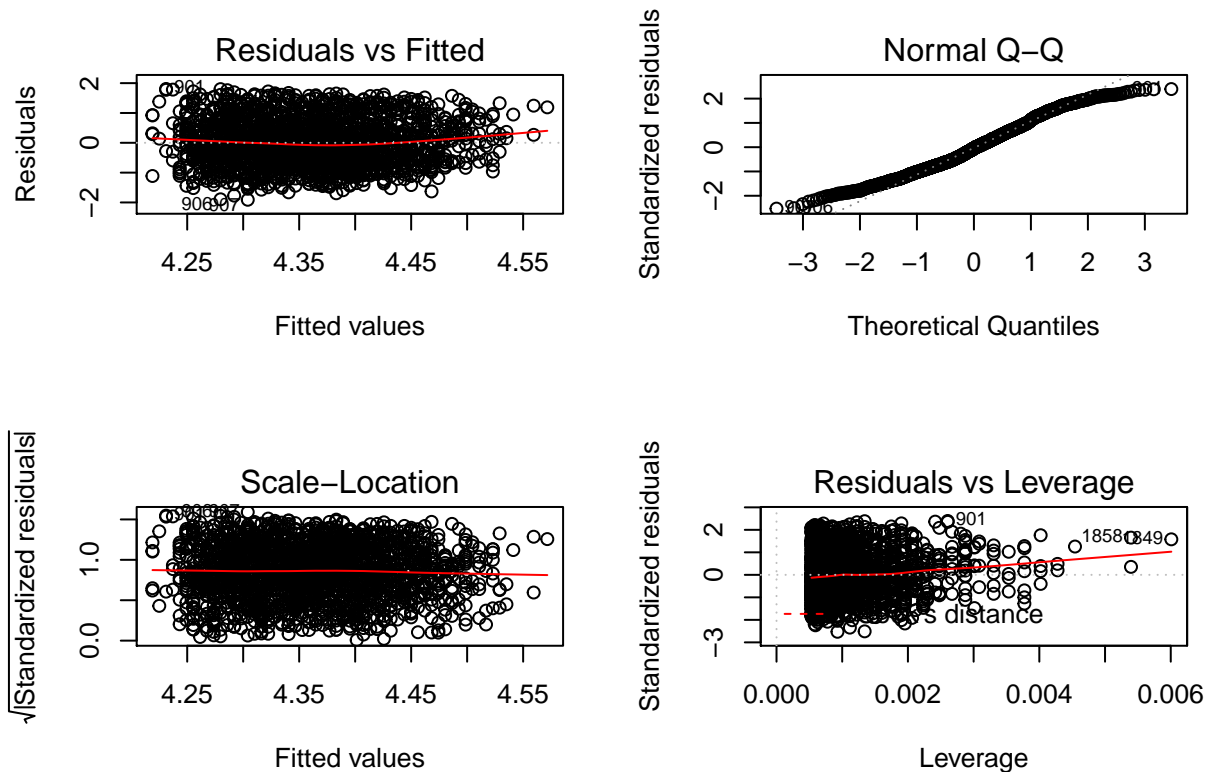 Residuals vs Fitted
Residuals
2
0
−2
901
907
4.25 4.35 4.45 4.55
Fitted values
Normal Q−Q
Standardized residuals
2
0
−2
−3 −2 −1 0 1 2 3
Theoretical Quantiles
Scale−Location
√|Standardized residuals|
1.0
0.0
4.25 4.35 4.45 4.55
Fitted values
Residuals vs Leverage
Standardized residuals
2
0
−3
901
1858
1849
s distance
0.000 0.002 0.004 0.006
Leverage